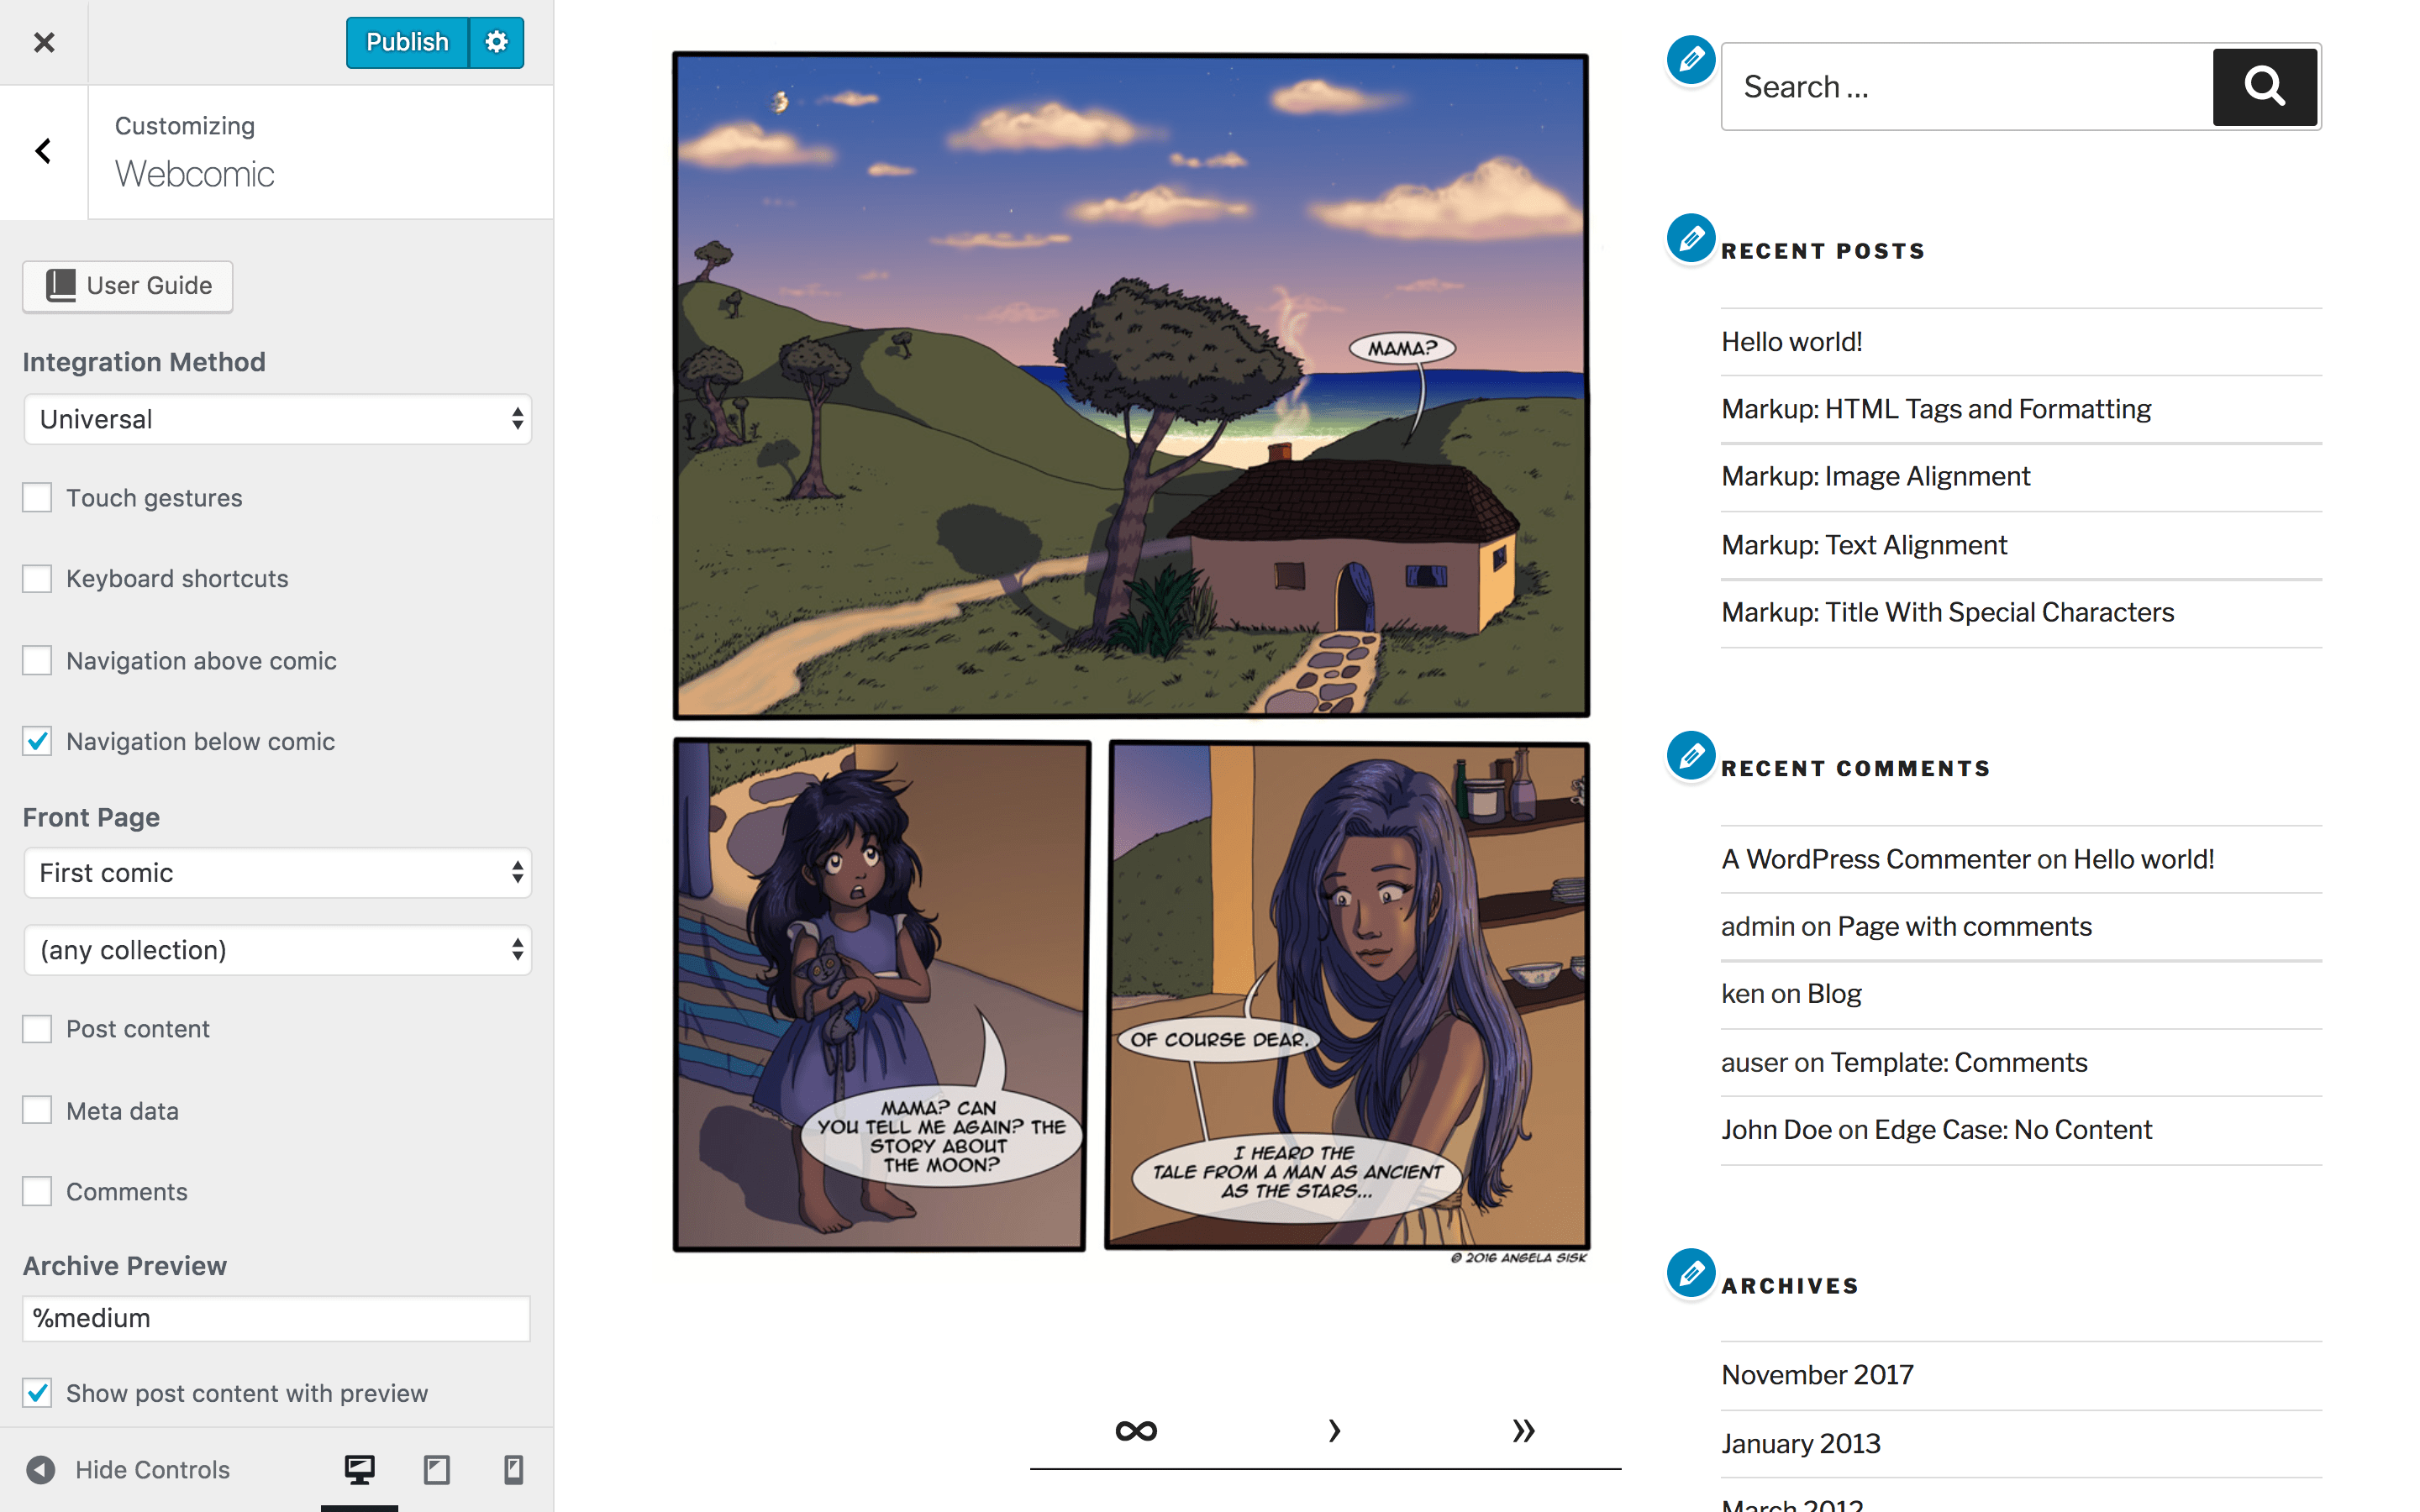 Publish
Customizing
Webcomic
User Guide
Integration Method
Universal
Touch gestures
Keyboard shortcuts
Navigation above comic
Navigation below comic
Front Page
First comic
(any collection)
Post content
Meta data
Comments
Archive Preview
%medium
Show post content with preview
Hide Controls
MAMA?
MAMA? CAN
YOU TELL ME AGAIN? THE
STORY ABOUT
THE MOON?
OF COURSE DEAR.
I HEARD THE
TALE FROM A MAN AS ANCIENT
AS THE STARS...
© 2016 ANGELA SISK
∞ › »
Search ...
RECENT POSTS
Hello world!
Markup: HTML Tags and Formatting
Markup: Image Alignment
Markup: Text Alignment
Markup: Title With Special Characters
RECENT COMMENTS
A WordPress Commenter on Hello world!
admin on Page with comments
ken on Blog
auser on Template: Comments
John Doe on Edge Case: No Content
ARCHIVES
November 2017
January 2013
March 2012